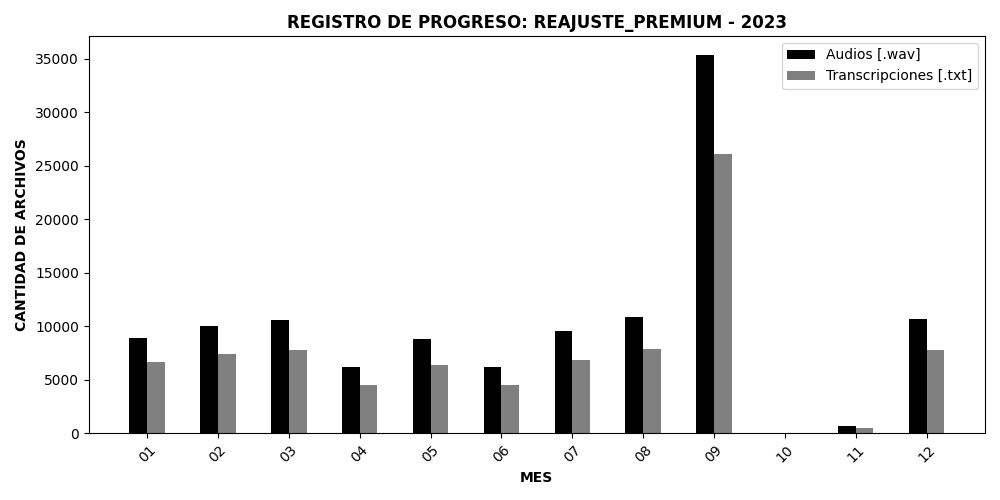 REGISTRO DE PROGRESO: REAJUSTE_PREMIUM - 2023
Audios [.wav]
Transcripciones [.txt]
CANTIDAD DE ARCHIVOS
35000
30000
25000
20000
15000
10000
5000
0
01 02 03 04 05 06 07 08 09 10 11 12
MES